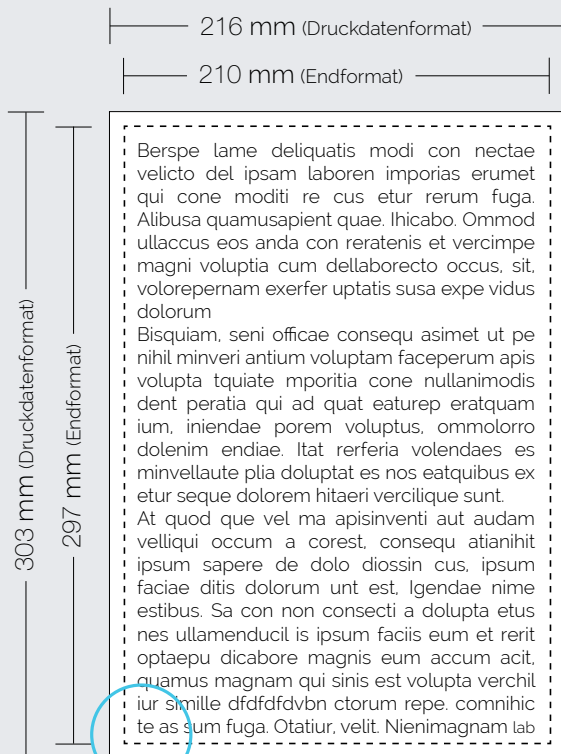 216 mm (Druckdatenformat)
210 mm (Endformat)
303 mm (Druckdatenformat)
297 mm (Endformat)
Berspe lame deliquatis modi con nectae
velicto del ipsam laboren imporias erumet
qui cone moditi re cus etur rerum fuga.
Alibusa quamusapient quae. Ihicabo. Ommod
ullaccus eos anda con reratenis et vercimpe
magni voluptia cum dellaborecto occus, sit,
volorepernam exerfer uptatis susa expe vidus
dolorum
Bisquiam, seni officae consequ asimet ut pe
nihil minveri antium voluptam faceperum apis
volupta tquiate mporitia cone nullanimodis
dent peratia qui ad quat eaturep eratquam
ium, iniendae porem voluptus, ommolorro
dolenim endiae. Itat rerferia volendaes es
minvellaute plia doluptat es nos eatquibus ex
etur seque dolorem hitaeri vercilique sunt.
At quod que vel ma apisinventi aut audam
velliqui occum a corest, consequ atianihit
ipsum sapere de dolo diossin cus, ipsum
faciae ditis dolorum unt est, Igendae nime
estibus. Sa con non consecti a dolupta etus
nes ullamenducil is ipsum faciis eum et rerit
optaepu dicabore magnis eum accum acit,
quamus magnam qui sinis est volupta verchil
iur simille dfdfdfdvbn ctorum repe. comnihic
te as sum fuga. Otatiur, velit. Nienimagnam lab